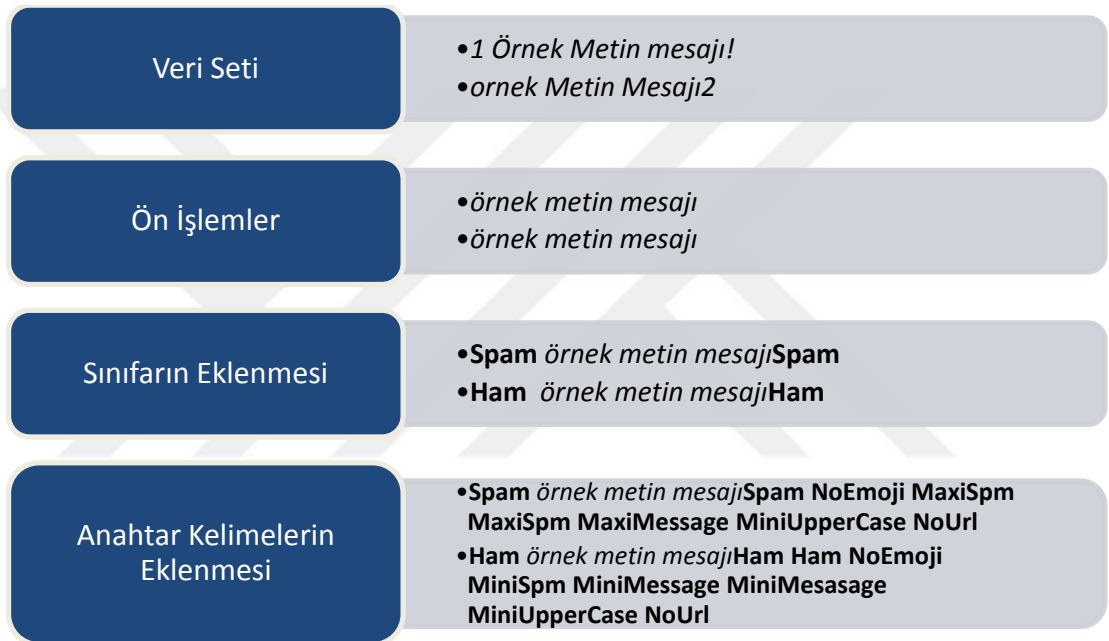 Veri Seti
•1 Örnek Metin mesajı!
•ornek Metin Mesajı2
Ön İşlemler
•örnek metin mesajı
•örnek metin mesajı
Sınıfarın Eklenmesi
•Spam örnek metin mesajıSpam
•Ham örnek metin mesajıHam
Anahtar Kelimelerin
Eklenmesi
•Spam örnek metin mesajıSpam NoEmoji MaxiSpm
MaxiSpm MaxiMessage MiniUpperCase NoUrl
•Ham örnek metin mesajıHam Ham NoEmoji
MiniSpm MiniMessage MiniMesasage
MiniUpperCase NoUrl